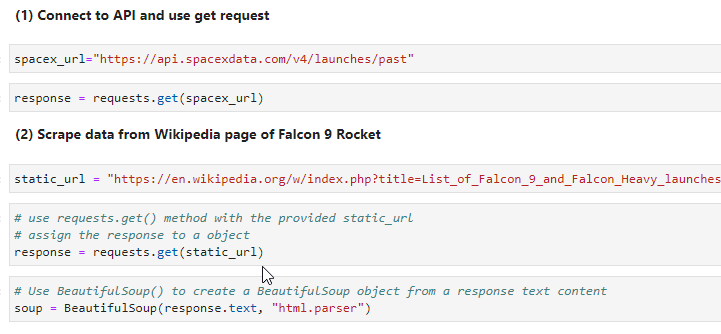 (1) Connect to API and use get request
spacex_url="https://api.spacexdata.com/v4/launches/past"
response = requests.get(spacex_url)
(2) Scrape data from Wikipedia page of Falcon 9 Rocket
static_url = "https://en.wikipedia.org/w/index.php?title=List_of_Falcon_9_and_Falcon_Heavy_launches
# use requests.get() method with the provided static_url
# assign the response to a object
response = requests.get(static_url)
# Use BeautifulSoup() to create a BeautifulSoup object from a response text content
soup = BeautifulSoup(response.text, "html.parser")